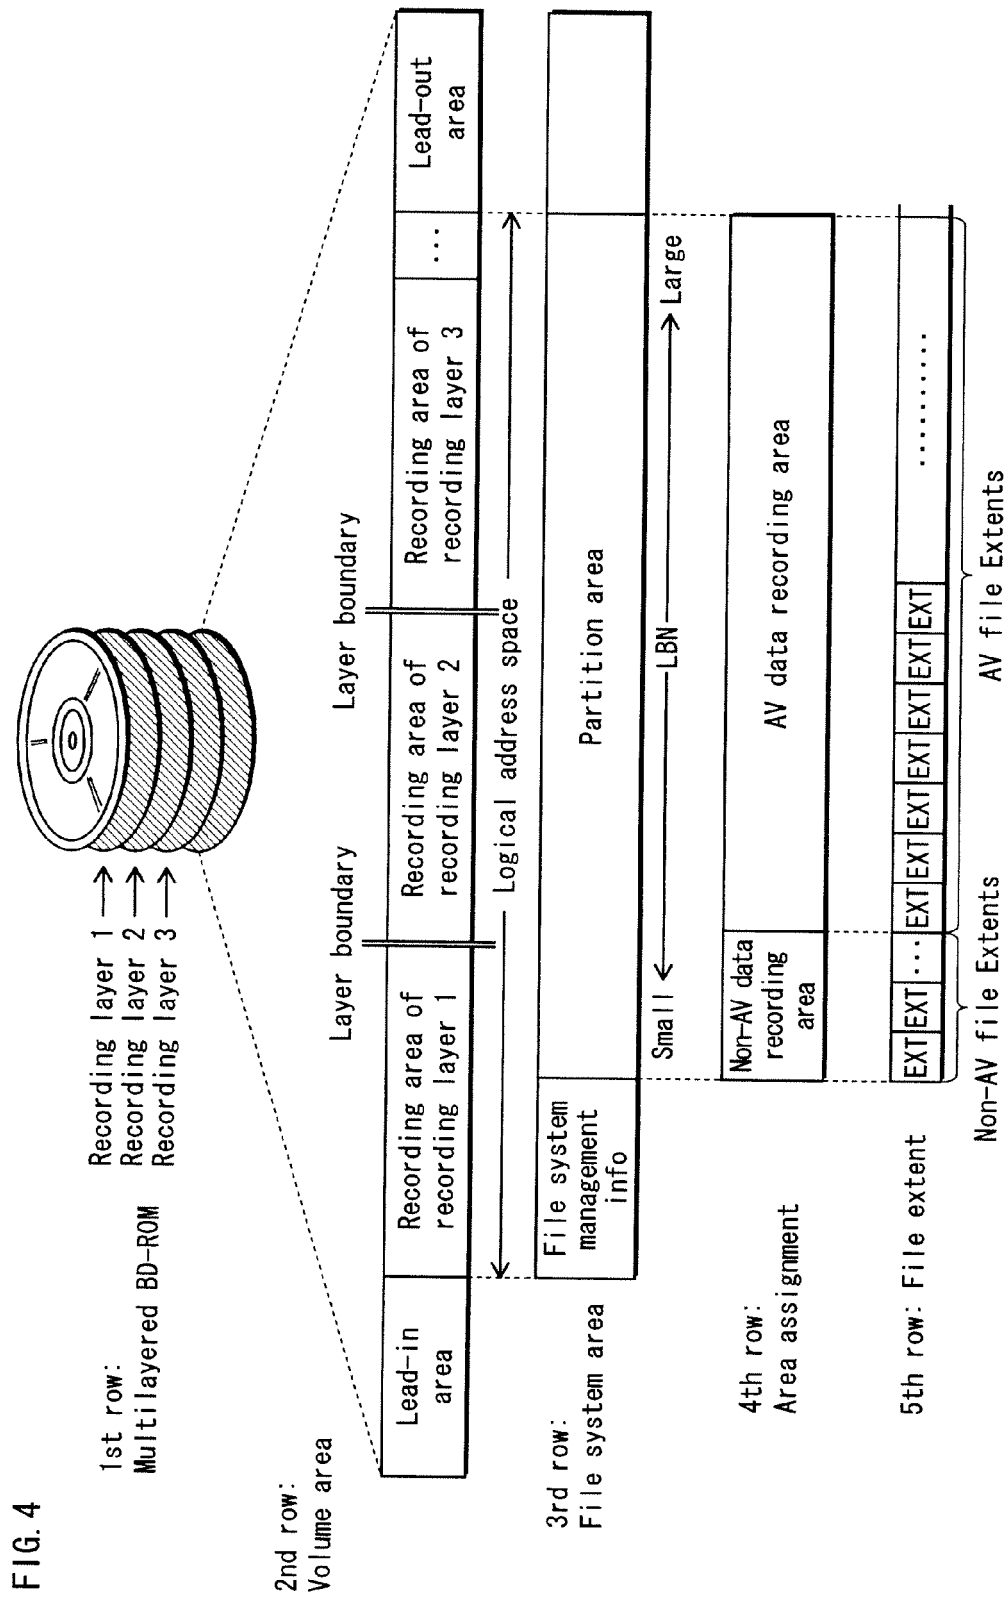 FIG. 4
1st row:
Multilayered BD-ROM
Recording layer 1
Recording layer 2
Recording layer 3
2nd row:
Volume area
Layer boundary
Layer boundary
Lead-in
area
Recording area of
recording layer 1
Recording area of
recording layer 2
Recording area of
recording layer 3
...
Lead-out
area
Logical address space
3rd row:
File system area
File system
management
info
Partition area
Small
LBN
Large
4th row:
Area assignment
Non-AV data
recording
area
AV data recording area
5th row: File extent
EXT EXT ... EXT EXT EXT EXT EXT EXT EXT .........
Non-AV file Extents
AV file Extents